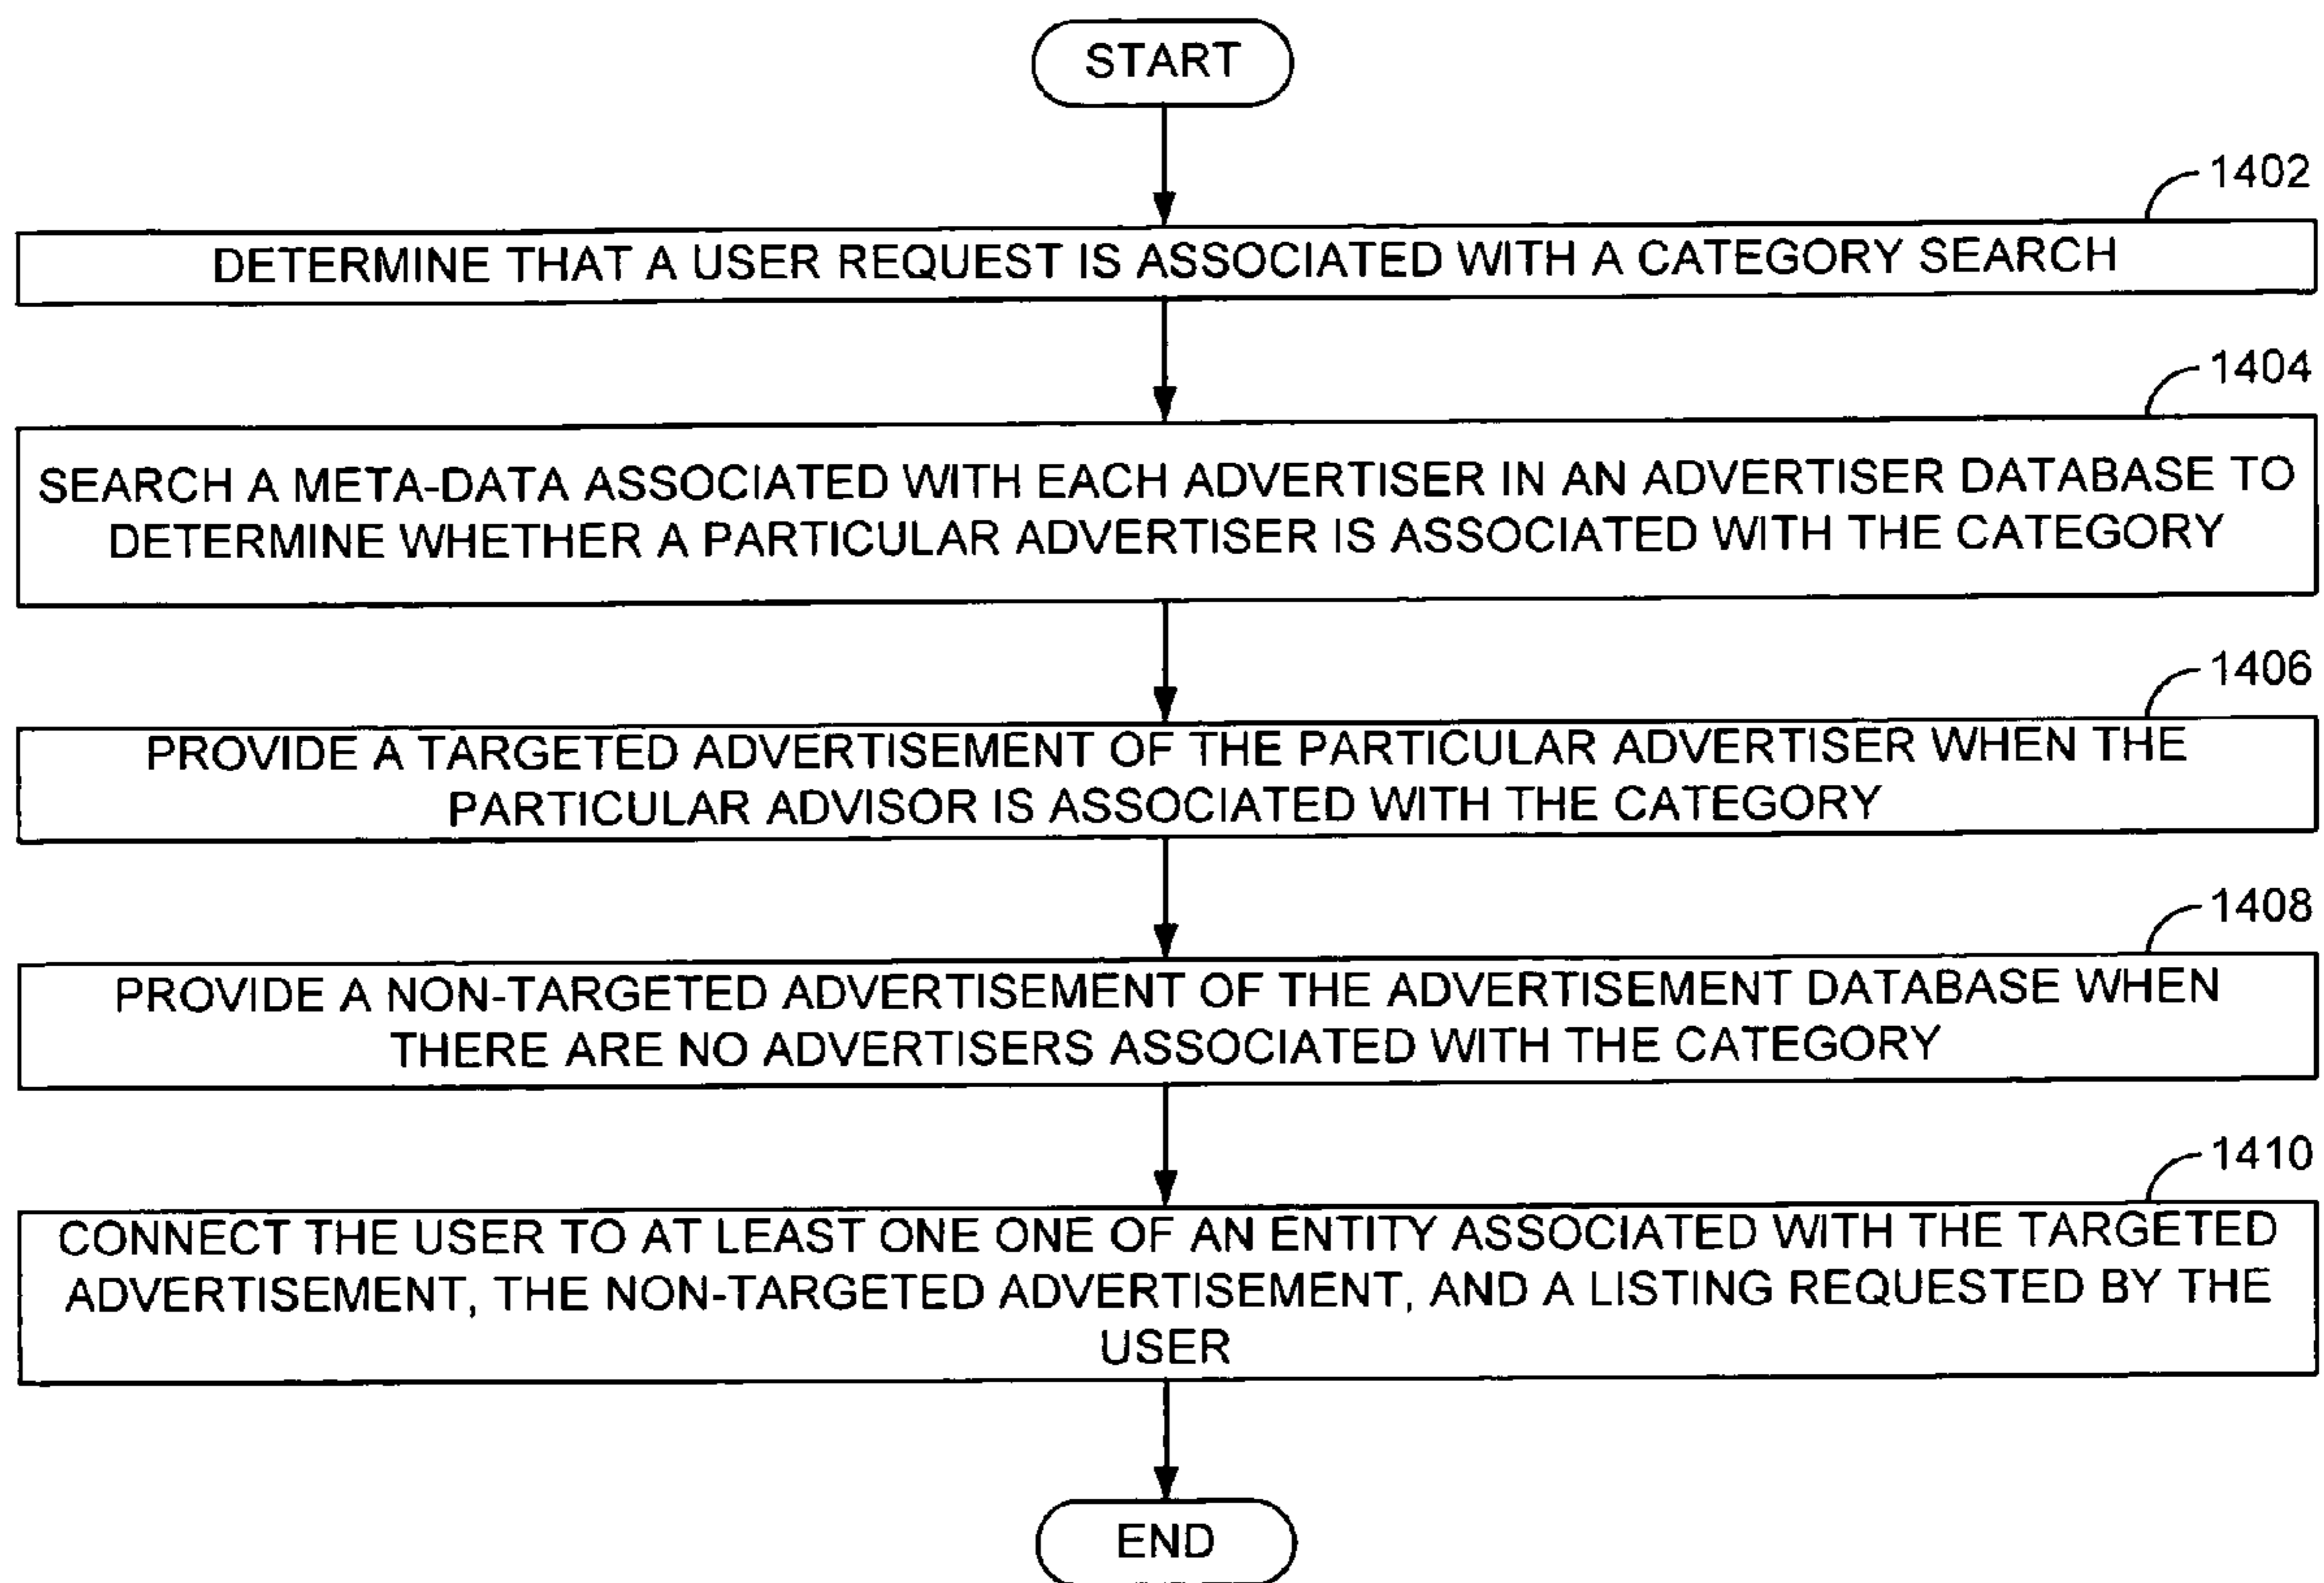 START
1402
DETERMINE THAT A USER REQUEST IS ASSOCIATED WITH A CATEGORY SEARCH
1404
SEARCH A META-DATA ASSOCIATED WITH EACH ADVERTISER IN AN ADVERTISER DATABASE TO
DETERMINE WHETHER A PARTICULAR ADVERTISER IS ASSOCIATED WITH THE CATEGORY
1406
PROVIDE A TARGETED ADVERTISEMENT OF THE PARTICULAR ADVERTISER WHEN THE
PARTICULAR ADVISOR IS ASSOCIATED WITH THE CATEGORY
1408
PROVIDE A NON-TARGETED ADVERTISEMENT OF THE ADVERTISEMENT DATABASE WHEN
THERE ARE NO ADVERTISERS ASSOCIATED WITH THE CATEGORY
1410
CONNECT THE USER TO AT LEAST ONE ONE OF AN ENTITY ASSOCIATED WITH THE TARGETED
ADVERTISEMENT, THE NON-TARGETED ADVERTISEMENT, AND A LISTING REQUESTED BY THE
USER
END